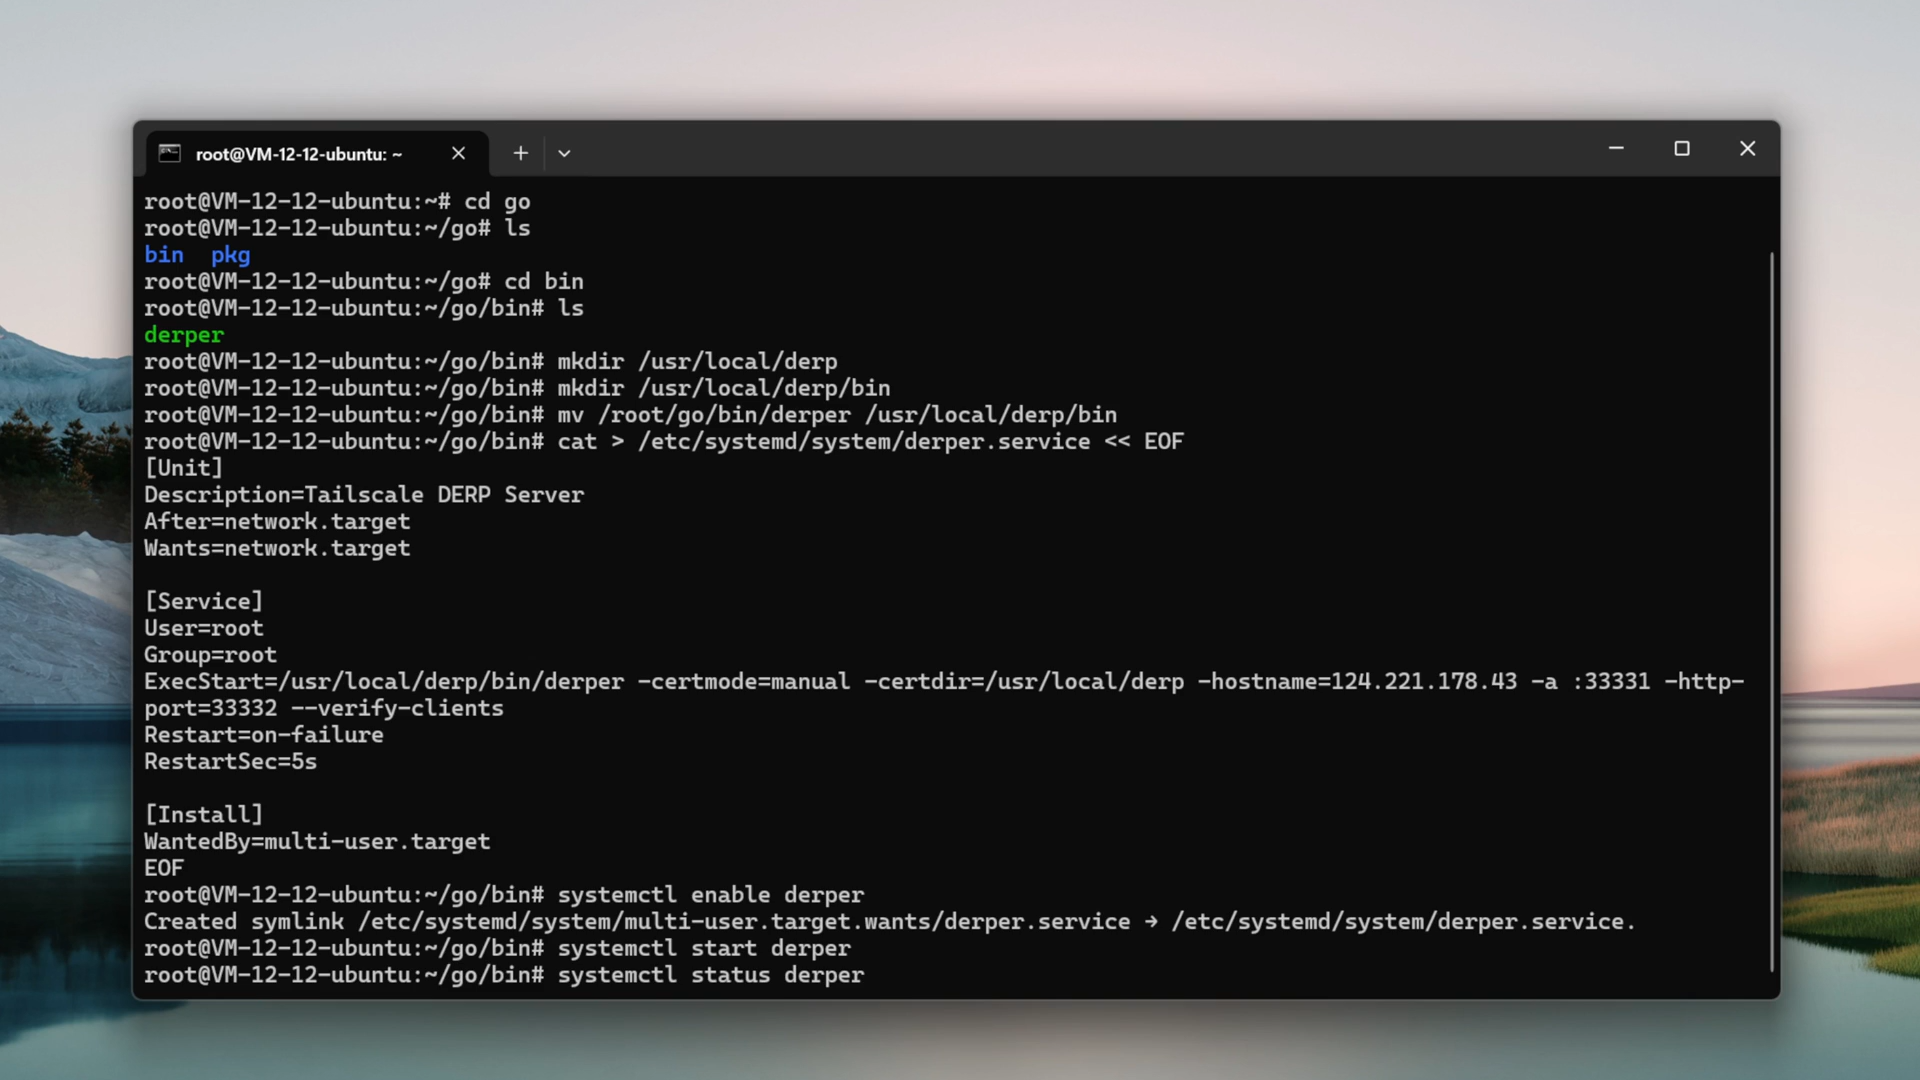 root@VM-12-12-ubuntu: ~
root@VM-12-12-ubuntu:~# cd go
root@VM-12-12-ubuntu:~/go# ls
bin  pkg
root@VM-12-12-ubuntu:~/go# cd bin
root@VM-12-12-ubuntu:~/go/bin# ls
derper
root@VM-12-12-ubuntu:~/go/bin# mkdir /usr/local/derp
root@VM-12-12-ubuntu:~/go/bin# mkdir /usr/local/derp/bin
root@VM-12-12-ubuntu:~/go/bin# mv /root/go/bin/derper /usr/local/derp/bin
root@VM-12-12-ubuntu:~/go/bin# cat > /etc/systemd/system/derper.service << EOF
[Unit]
Description=Tailscale DERP Server
After=network.target
Wants=network.target
[Service]
User=root
Group=root
ExecStart=/usr/local/derp/bin/derper -certmode=manual -certdir=/usr/local/derp -hostname=124.221.178.43 -a :33331 -http-
port=33332 --verify-clients
Restart=on-failure
RestartSec=5s
[Install]
WantedBy=multi-user.target
EOF
root@VM-12-12-ubuntu:~/go/bin# systemctl enable derper
Created symlink /etc/systemd/system/multi-user.target.wants/derper.service → /etc/systemd/system/derper.service.
root@VM-12-12-ubuntu:~/go/bin# systemctl start derper
root@VM-12-12-ubuntu:~/go/bin# systemctl status derper